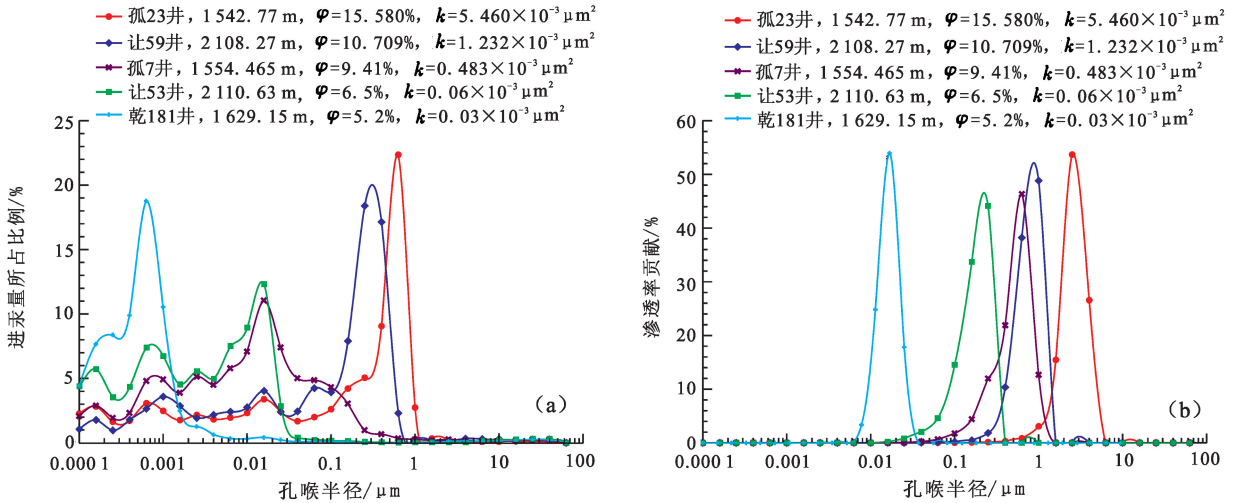 孤23井，1 542. 77 m，φ=15. 580%，k=5. 460×10⁻³ μm²
让59井，2 108. 27 m，φ=10. 709%，k=1. 232×10⁻³ μm²
孤7井，1 554. 465 m，φ=9. 41%，k=0. 483×10⁻³ μm²
让53井，2 110. 63 m，φ=6. 5%，k=0. 06×10⁻³ μm²
乾181井，1 629. 15 m，φ=5. 2%，k=0. 03×10⁻³ μm²
25
20
15
10
5
0
进汞量所占比例/%
（a）
0.000 1
0.001
0.01
0.1
1
10
100
孔喉半径/μm
孤23井，1 542. 77 m，φ=15. 580%，k=5. 460×10⁻³ μm²
让59井，2 108. 27 m，φ=10. 709%，k=1. 232×10⁻³ μm²
孤7井，1 554. 465 m，φ=9. 41%，k=0. 483×10⁻³ μm²
让53井，2 110. 63 m，φ=6. 5%，k=0. 06×10⁻³ μm²
乾181井，1 629. 15 m，φ=5. 2%，k=0. 03×10⁻³ μm²
60
50
40
30
20
10
0
渗透率贡献/%
（b）
0.000 1
0.001
0.01
0.1
1
10
100
孔喉半径/μm